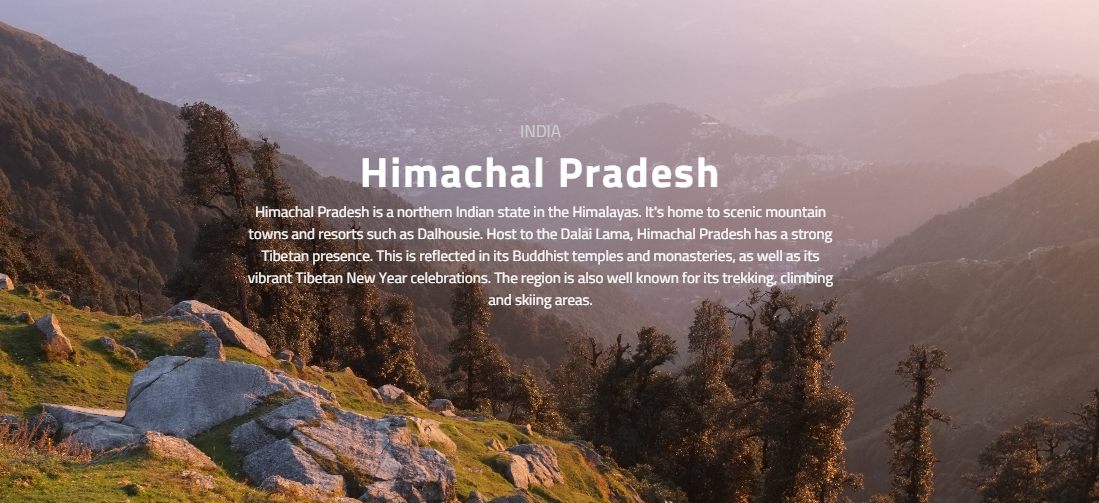 INDIA
Himachal Pradesh
Himachal Pradesh is a northern Indian state in the Himalayas. It's home to scenic mountain
towns and resorts such as Dalhousie. Host to the Dalai Lama, Himachal Pradesh has a strong
Tibetan presence. This is reflected in its Buddhist temples and monasteries, as well as its
vibrant Tibetan New Year celebrations. The region is also well known for its trekking, climbing
and skiing areas.